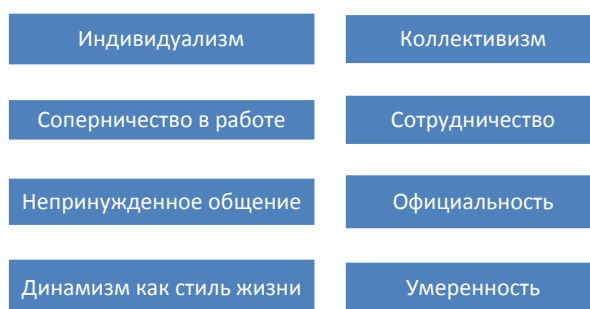 Индивидуализм
Коллективизм
Соперничество в работе
Сотрудничество
Непринужденное общение
Официальность
Динамизм как стиль жизни
Умеренность